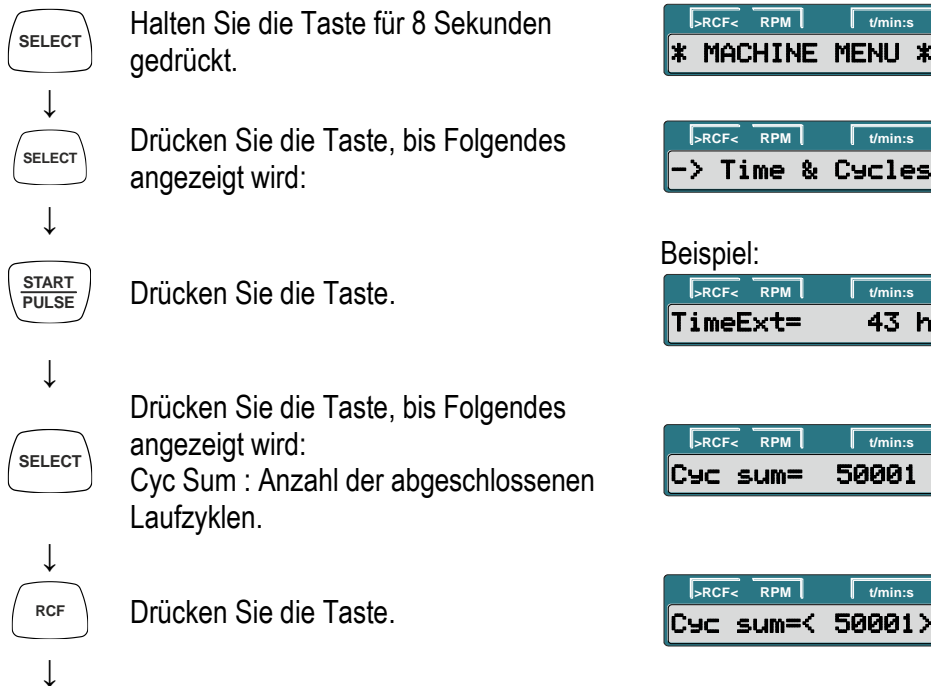 SELECT
Halten Sie die Taste für 8 Sekunden
gedrückt.
>RCF< RPM t/min:s
* MACHINE MENU *
↓
SELECT
Drücken Sie die Taste, bis Folgendes
angezeigt wird:
>RCF< RPM t/min:s
-> Time & Cycles
↓
START
PULSE
Drücken Sie die Taste.
Beispiel:
>RCF< RPM t/min:s
TimeExt= 43 h
↓
SELECT
Drücken Sie die Taste, bis Folgendes
angezeigt wird:
Cyc Sum : Anzahl der abgeschlossenen
Laufzyklen.
>RCF< RPM t/min:s
Cyc sum= 50001
↓
RCF
Drücken Sie die Taste.
>RCF< RPM t/min:s
Cyc sum=< 50001>
↓